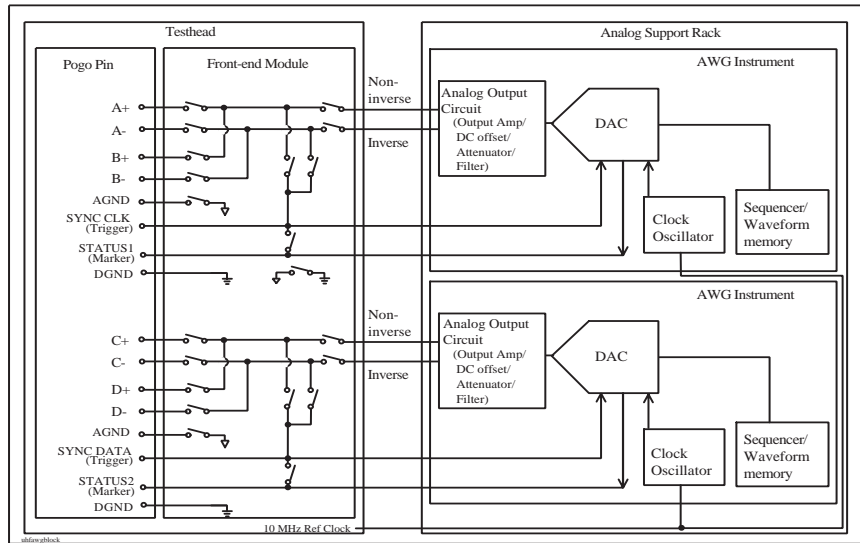 Testhead
Analog Support Rack
Pogo Pin
Front-end Module
AWG Instrument
Non-
inverse
Inverse
Analog Output
Circuit
(Output Amp/
DC offset/
Attenuator/
Filter)
DAC
Clock
Oscillator
Sequencer/
Waveform
memory
A+
A-
B+
B-
AGND
SYNC CLK
(Trigger)
STATUS1
(Marker)
DGND
AWG Instrument
Non-
inverse
Inverse
Analog Output
Circuit
(Output Amp/
DC offset/
Attenuator/
Filter)
DAC
Clock
Oscillator
Sequencer/
Waveform
memory
C+
C-
D+
D-
AGND
SYNC DATA
(Trigger)
STATUS2
(Marker)
DGND
10 MHz Ref Clock
uhfawgblock